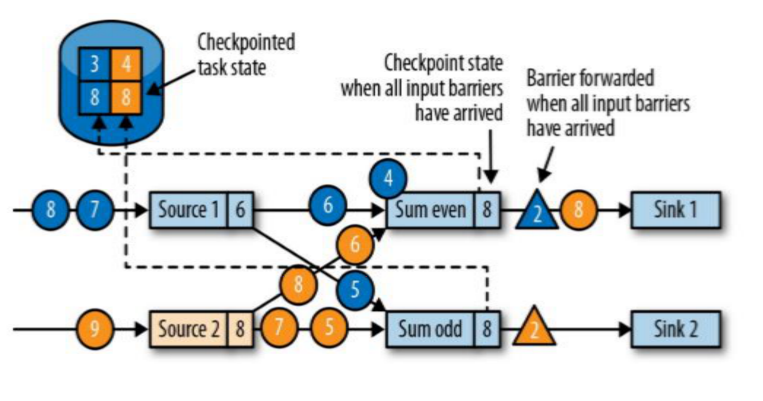 Checkpointed
task state
3 4
8 8
Checkpoint state
when all input barriers
have arrived
Barrier forwarded
when all input barriers
have arrived
4
8 7 Source 1 6 6 Sum even 8 2 8 Sink 1
6
8 5
9 Source 2 8 7 5 Sum odd 8 2 Sink 2